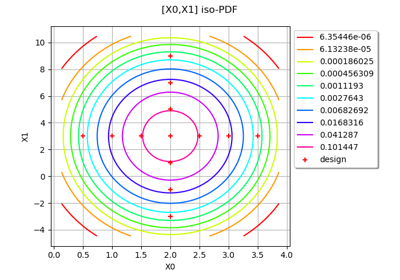 [X0,X1] iso-PDF
X1
10
8
6
4
2
0
−2
−4
0.0 0.5 1.0 1.5 2.0 2.5 3.0 3.5 4.0
X0
6.35446e-06
6.13238e-05
0.000186025
0.000456309
0.0011193
0.0027643
0.00682692
0.0168316
0.041287
0.101447
design